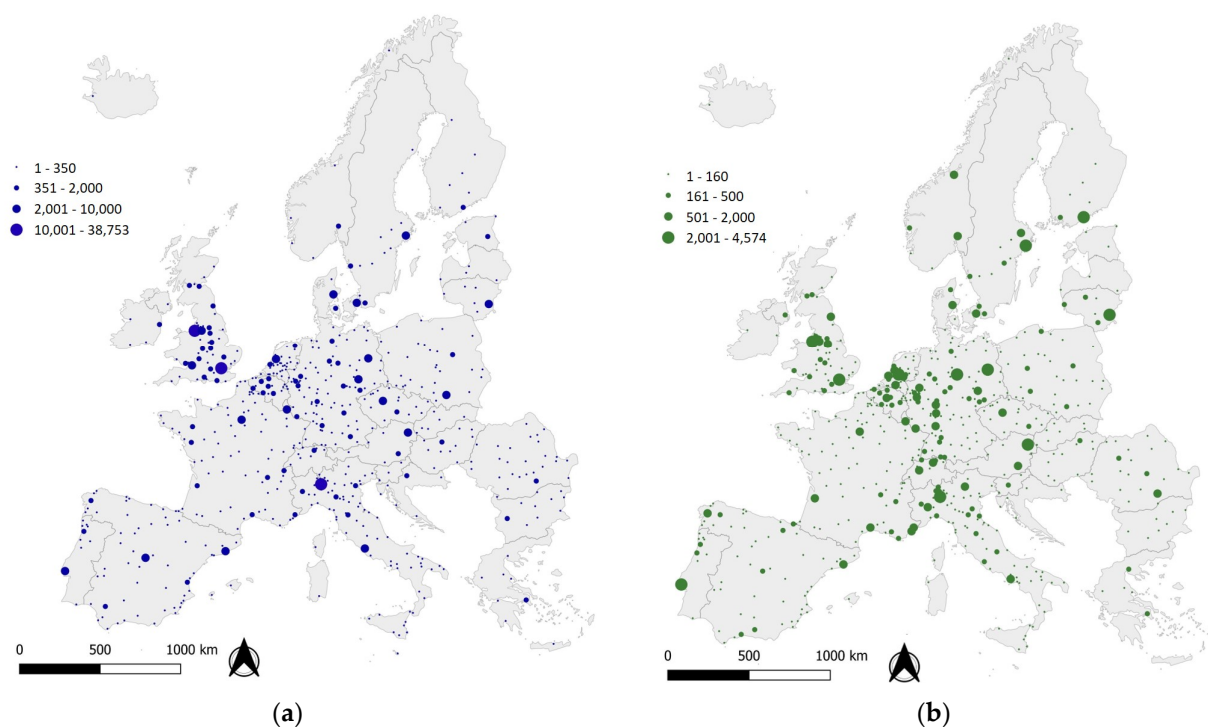 1 - 350
351 - 2,000
2,001 - 10,000
10,001 - 38,753
0 500 1000 km
(a)
1 - 160
161 - 500
501 - 2,000
2,001 - 4,574
0 500 1000 km
(b)